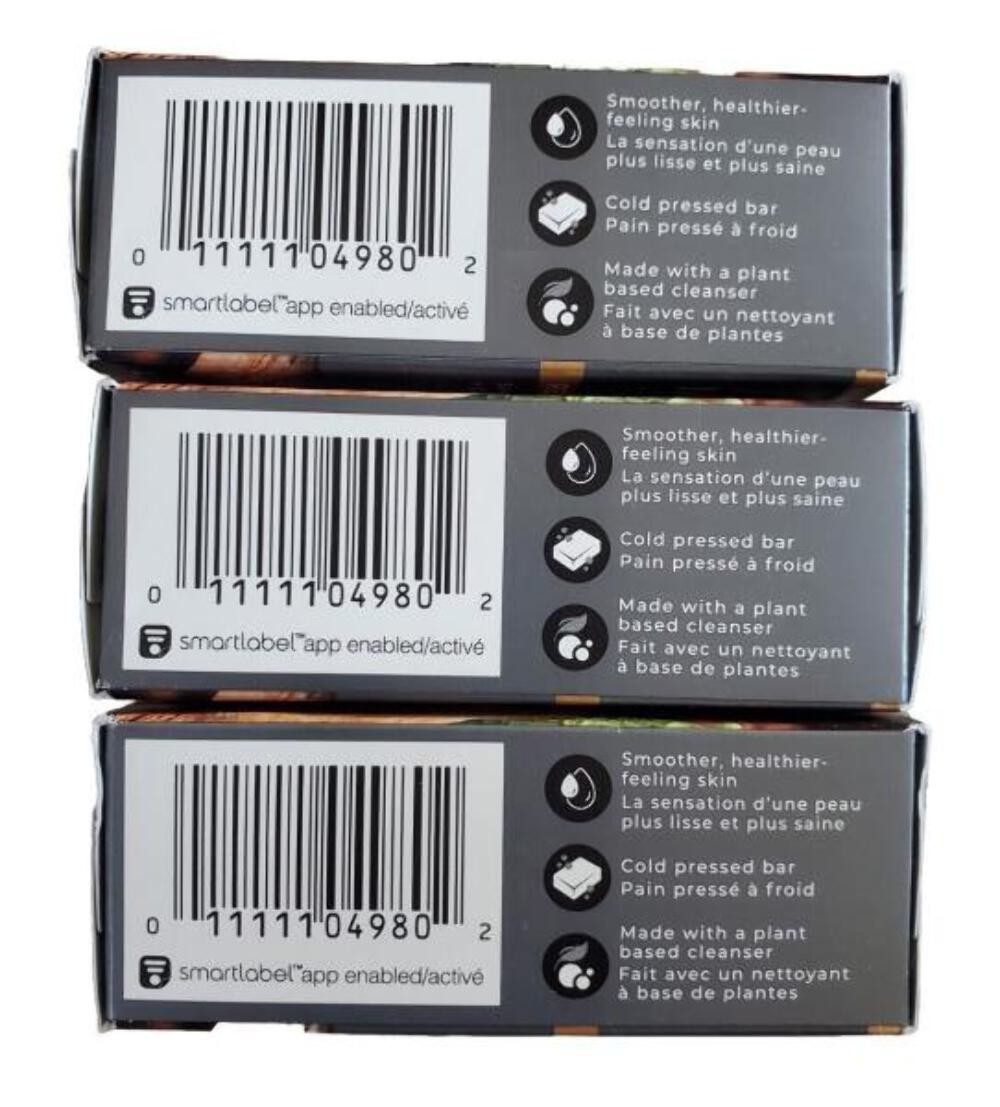 0 11111 04980 2
smartlabel™app enabled/activé
Smoother, healthier-
feeling skin
La sensation d'une peau
plus lisse et plus saine
Cold pressed bar
Pain pressé à froid
Made with a plant
based cleanser
Fait avec un nettoyant
à base de plantes
0 11111 04980 2
smartlabel™app enabled/activé
Smoother, healthier-
feeling skin
La sensation d'une peau
plus lisse et plus saine
Cold pressed bar
Pain pressé à froid
Made with a plant
based cleanser
Fait avec un nettoyant
à base de plantes
0 11111 04980 2
smartlabel™app enabled/activé
Smoother, healthier-
feeling skin
La sensation d'une peau
plus lisse et plus saine
Cold pressed bar
Pain pressé à froid
Made with a plant
based cleanser
Fait avec un nettoyant
à base de plantes